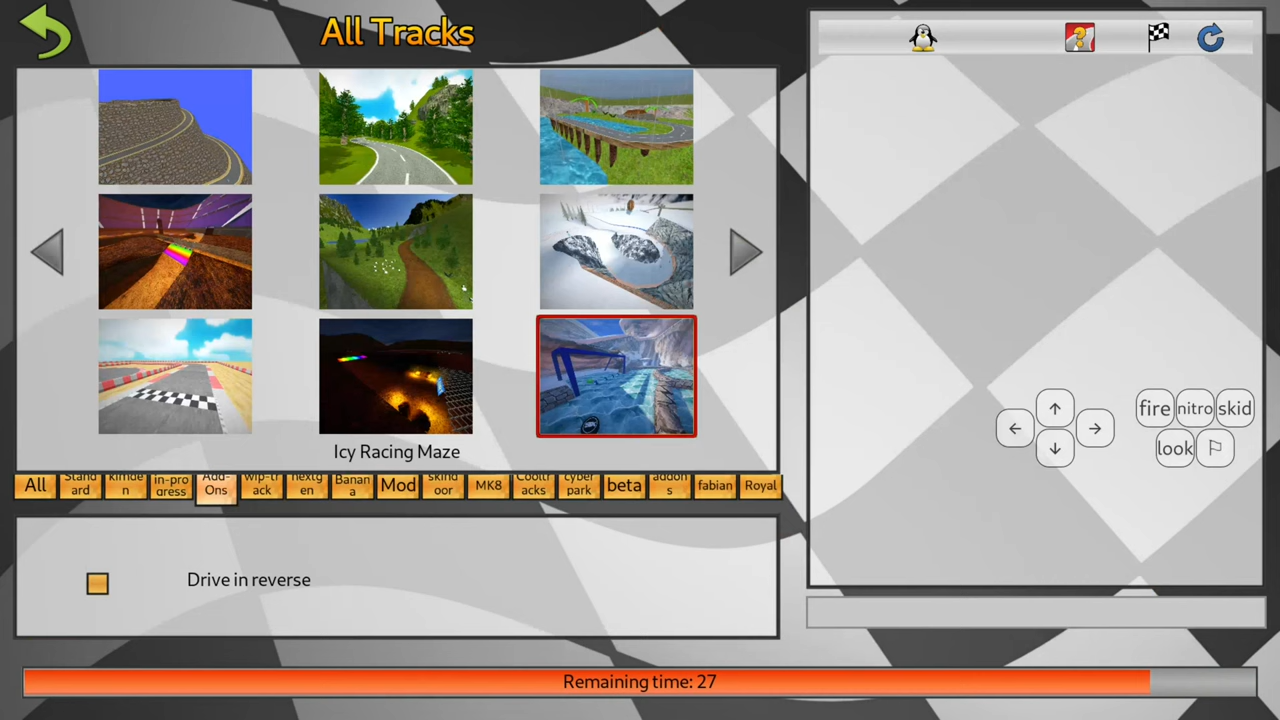 All Tracks
Icy Racing Maze
All
Stand
ard
kimde
n
in-pro
gress
Add-
Ons
wip-tr
ack
nextg
en
Banan
a
Mod
skind
oor
MK8
Cooltr
acks
cyber
park
beta
addon
s
fabian
Royal
Drive in reverse
fire
nitro
skid
look
Remaining time: 27